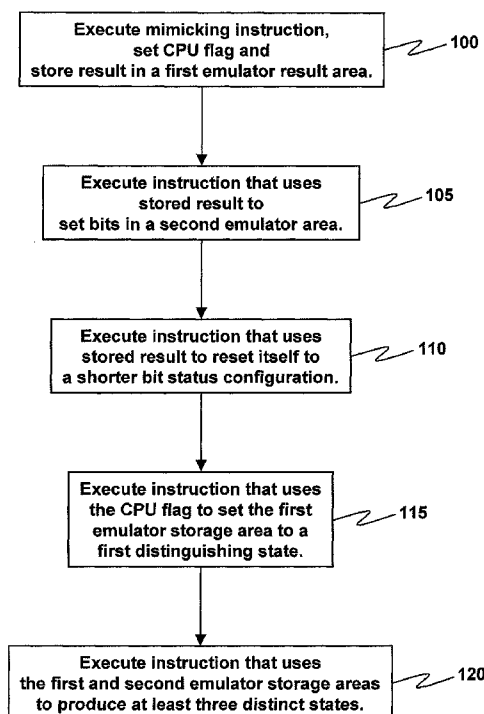 Execute mimicking instruction,
set CPU flag and
store result in a first emulator result area.
100
Execute instruction that uses
stored result to
set bits in a second emulator area.
105
Execute instruction that uses
stored result to reset itself to
a shorter bit status configuration.
110
Execute instruction that uses
the CPU flag to set the first
emulator storage area to a
first distinguishing state.
115
Execute instruction that uses
the first and second emulator storage areas
to produce at least three distinct states.
120